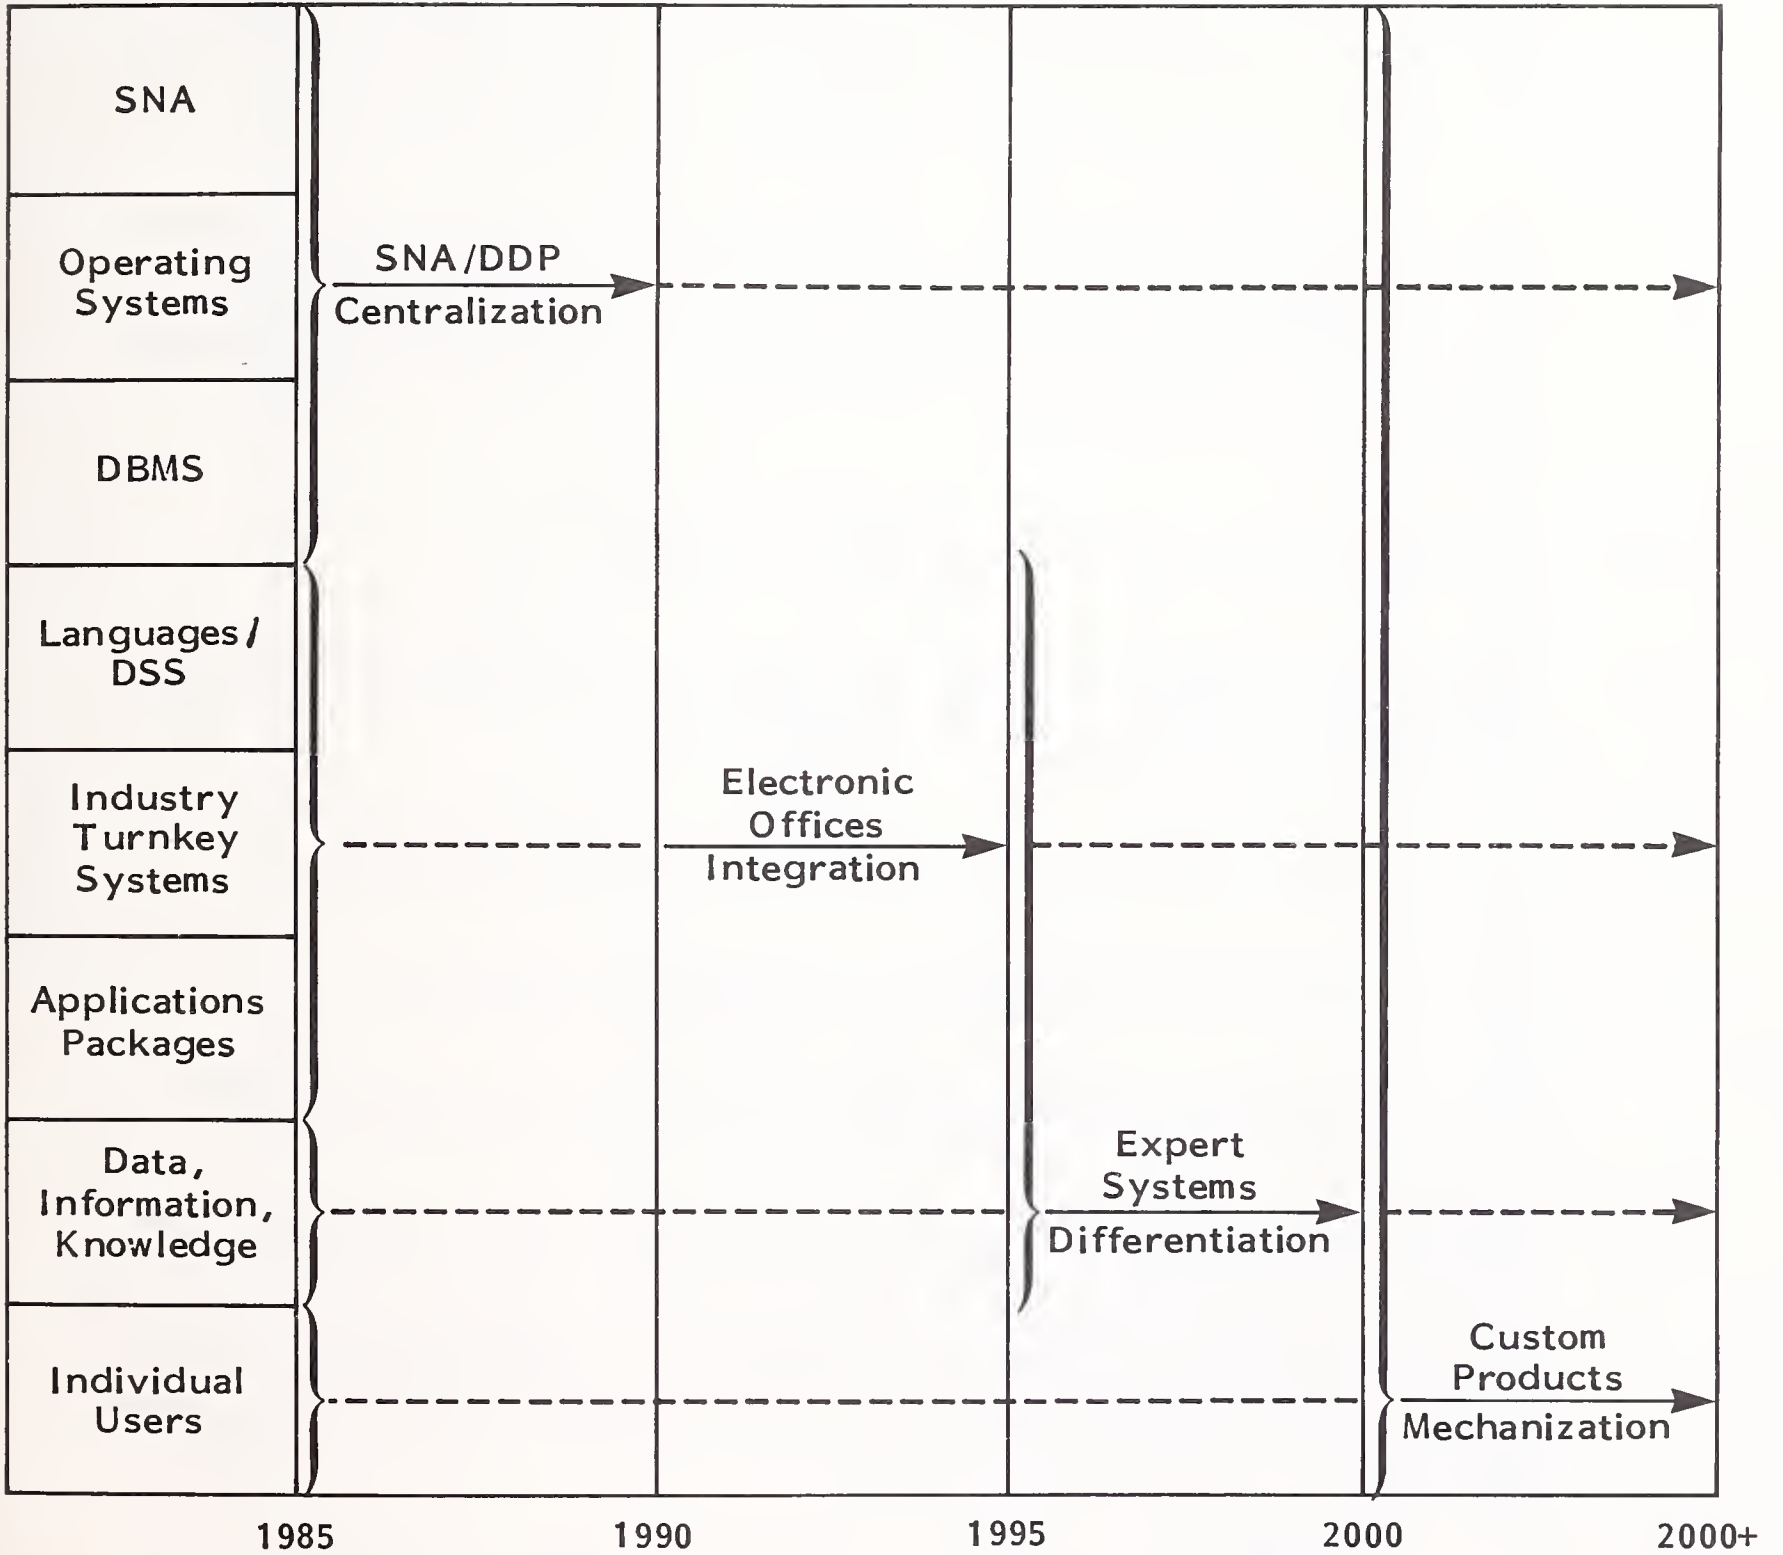 SNA
Operating
Systems
SNA/DDP
Centralization
DBMS
Languages/
DSS
Industry
Turnkey
Systems
Electronic
Offices
Integration
Applications
Packages
Data,
Information,
Knowledge
Expert
Systems
Differentiation
Individual
Users
Custom
Products
Mechanization
1985
1990
1995
2000
2000+